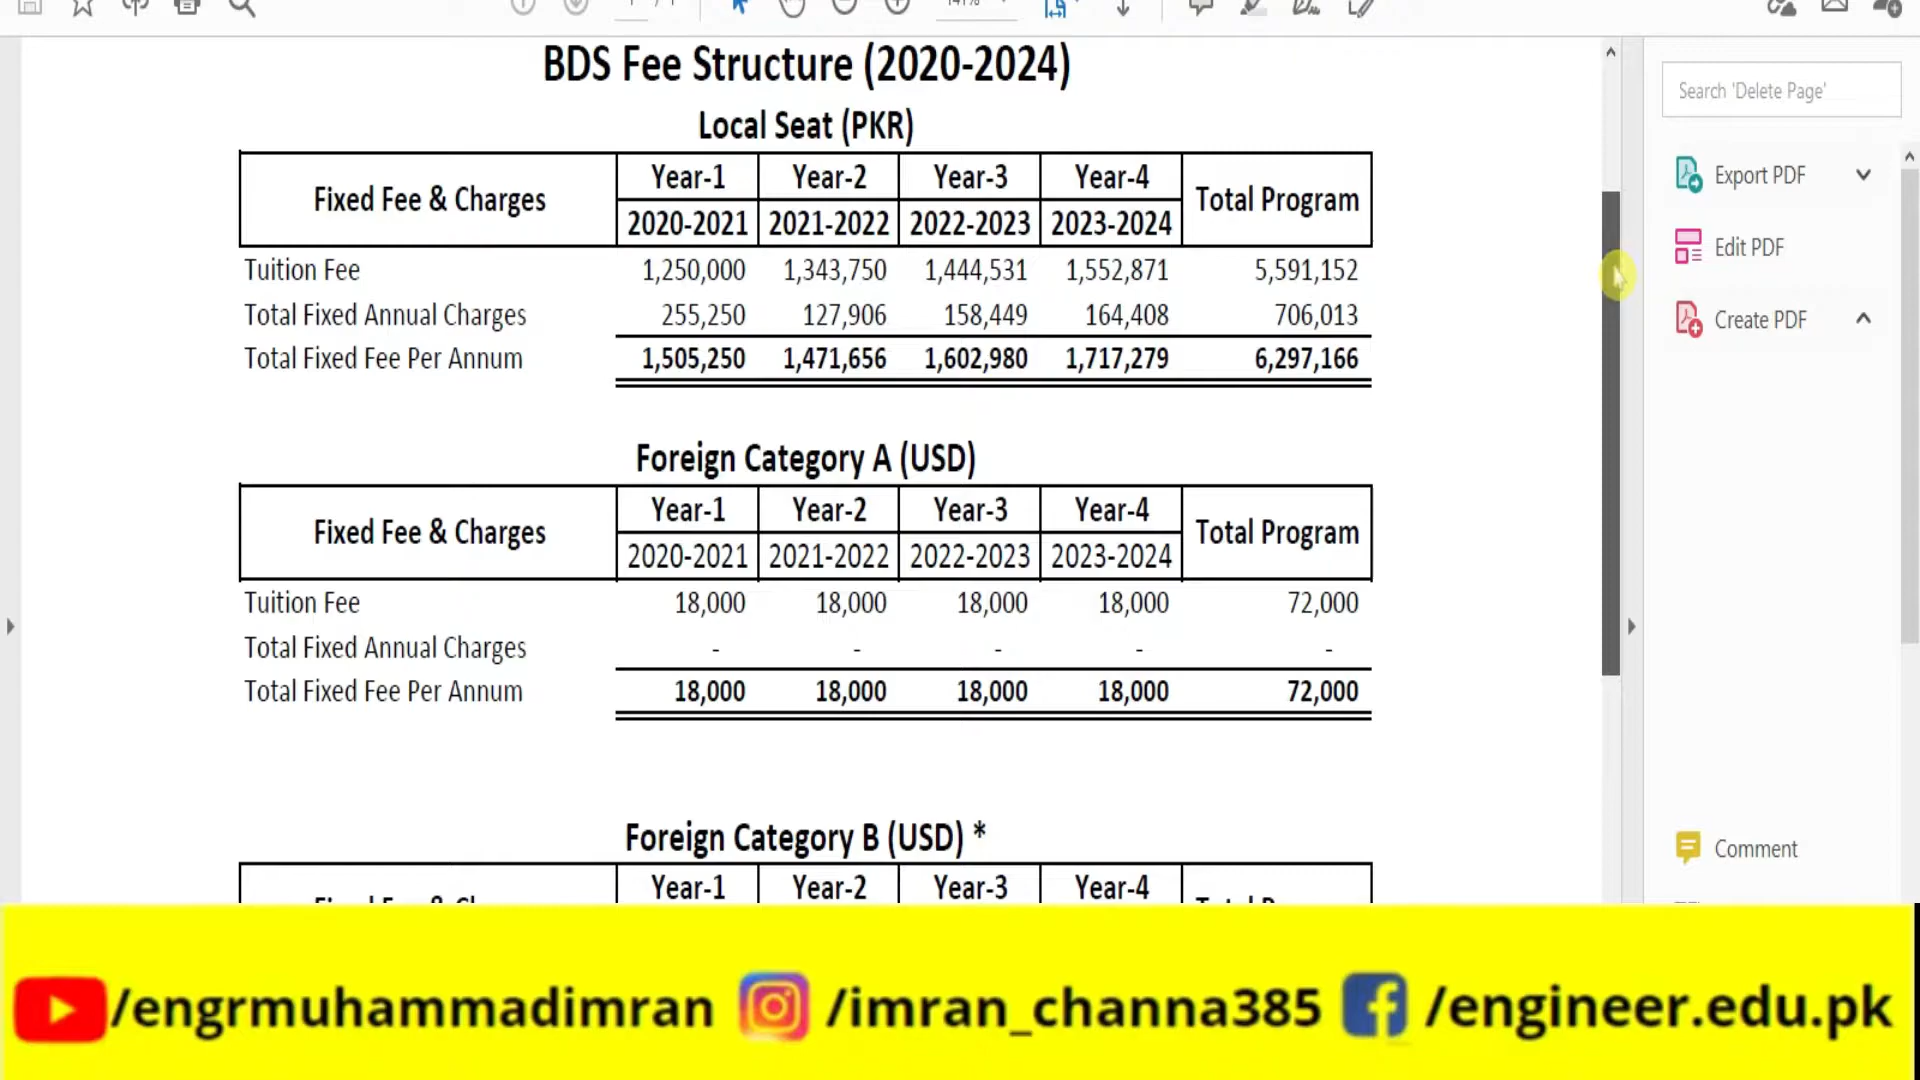 BDS Fee Structure (2020-2024)
Local Seat (PKR)
Fixed Fee & Charges Year-1 Year-2 Year-3 Year-4 Total Program
2020-2021 2021-2022 2022-2023 2023-2024
Tuition Fee 1,250,000 1,343,750 1,444,531 1,552,871 5,591,152
Total Fixed Annual Charges 255,250 127,906 158,449 164,408 706,013
Total Fixed Fee Per Annum 1,505,250 1,471,656 1,602,980 1,717,279 6,297,166
Foreign Category A (USD)
Fixed Fee & Charges Year-1 Year-2 Year-3 Year-4 Total Program
2020-2021 2021-2022 2022-2023 2023-2024
Tuition Fee 18,000 18,000 18,000 18,000 72,000
Total Fixed Annual Charges - - - - -
Total Fixed Fee Per Annum 18,000 18,000 18,000 18,000 72,000
Foreign Category B (USD) *
Year-1 Year-2 Year-3 Year-4
Search 'Delete Page'
Export PDF
Edit PDF
Create PDF
Comment
/engrmuhammadimran /imran_channa385 /engineer.edu.pk